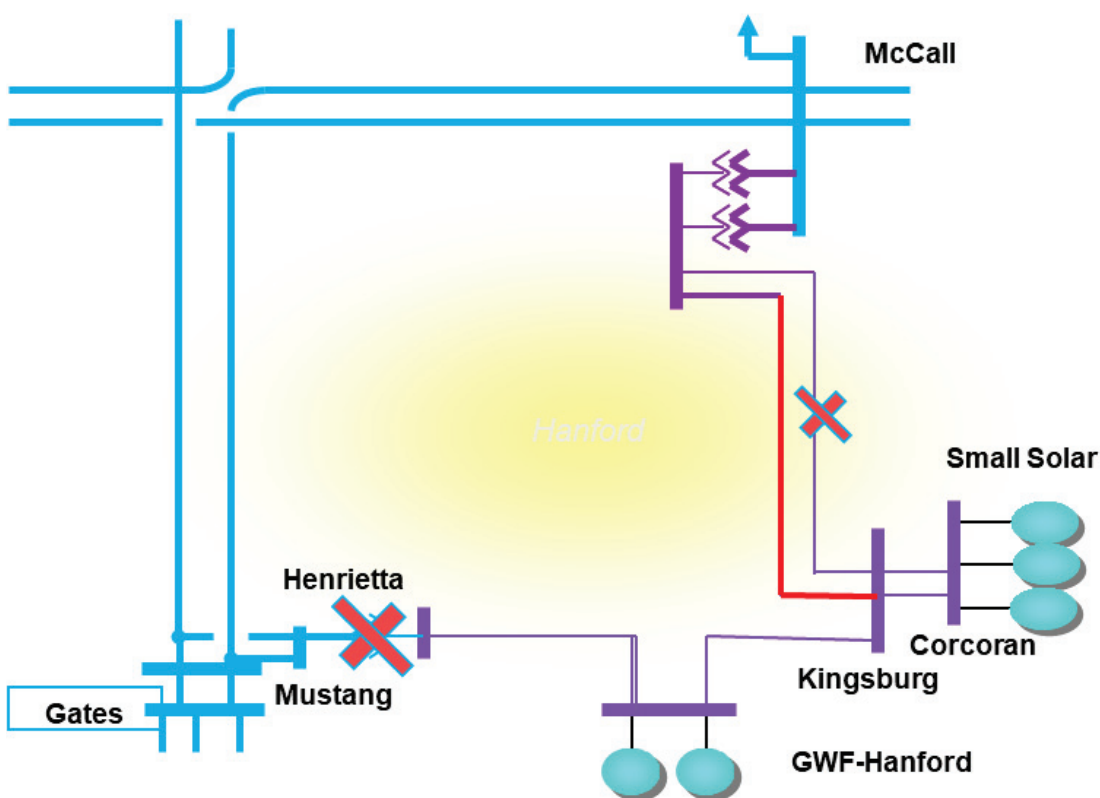 McCall
Hanford
Small Solar
Henrietta
Corcoran
Kingsburg
Mustang
Gates
GWF-Hanford